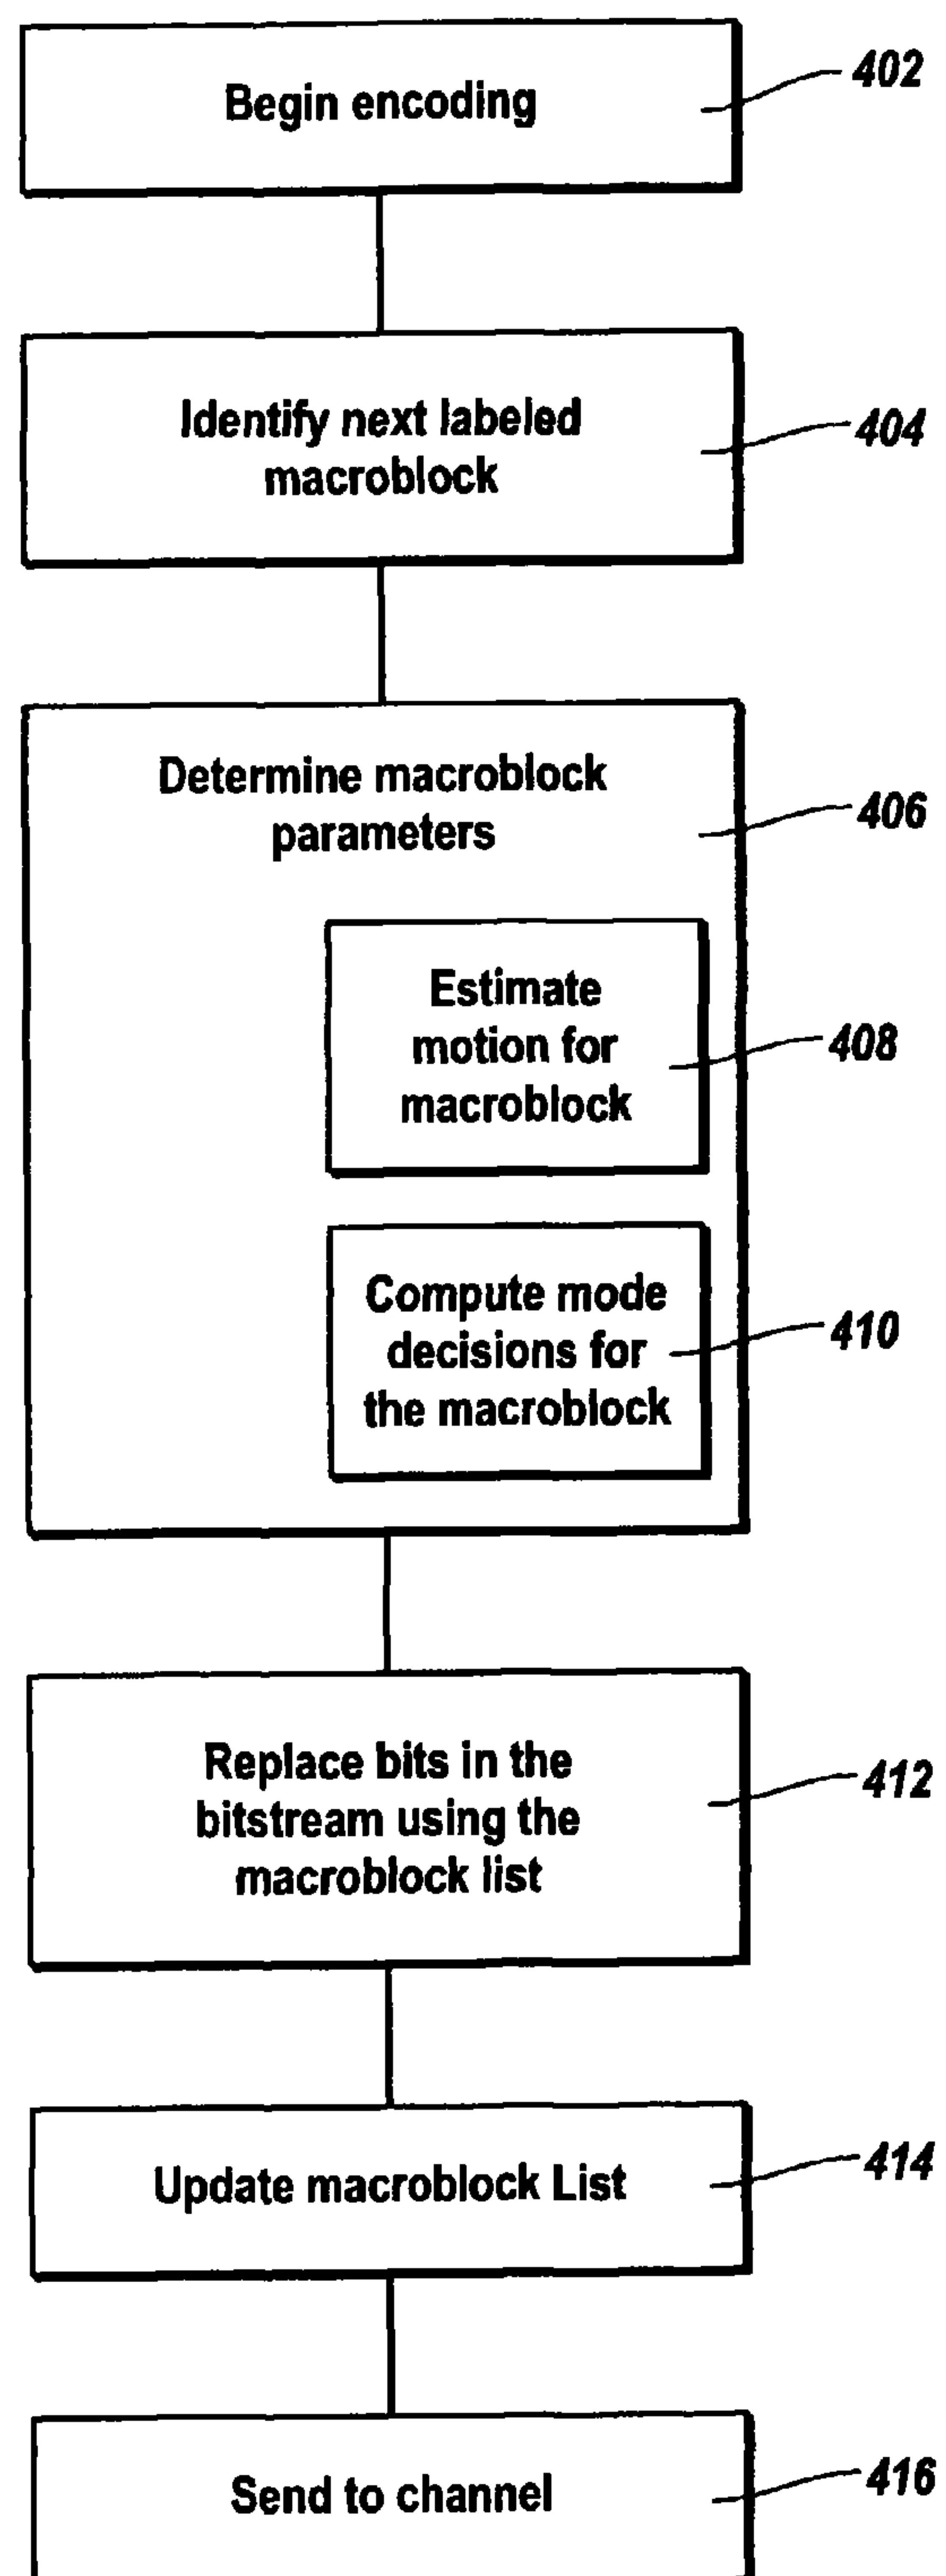 Begin encoding
402
Identify next labeled
macroblock
404
Determine macroblock
parameters
406
Estimate
motion for
macroblock
408
Compute mode
decisions for
the macroblock
410
Replace bits in the
bitstream using the
macroblock list
412
Update macroblock List
414
Send to channel
416